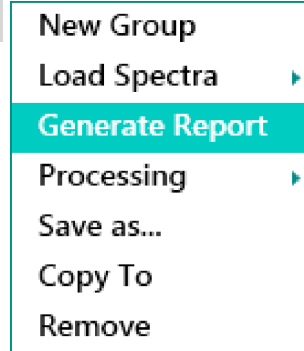 New Group
Load Spectra
Generate Report
Processing
Save as...
Copy To
Remove